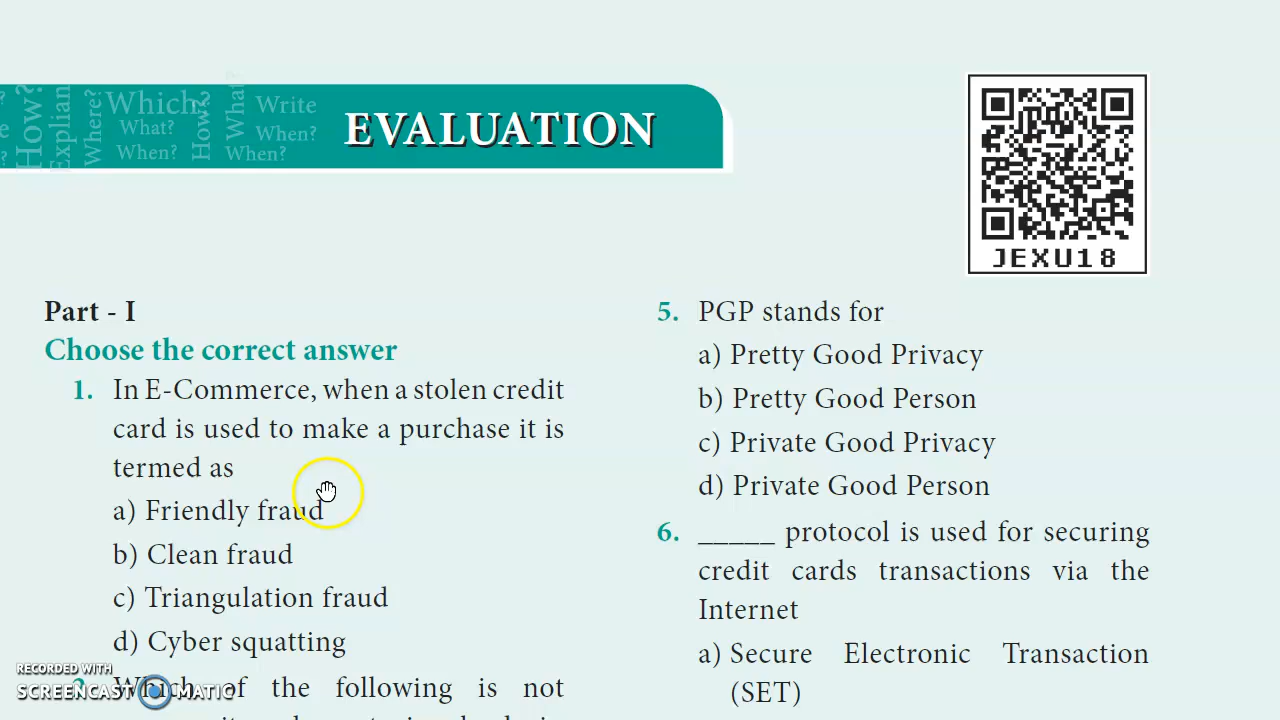 How?
Explian
Where?
Which?
What?
When?
How?
What?
When?
Write
When?
EVALUATION
JEXU18
Part - I
Choose the correct answer
1. In E-Commerce, when a stolen credit
card is used to make a purchase it is
termed as
a) Friendly fraud
b) Clean fraud
c) Triangulation fraud
d) Cyber squatting
of the following is not
5. PGP stands for
a) Pretty Good Privacy
b) Pretty Good Person
c) Private Good Privacy
d) Private Good Person
6. _____ protocol is used for securing
credit cards transactions via the
Internet
a) Secure Electronic Transaction
(SET)
RECORDED WITH
SCREENCAST MATIC